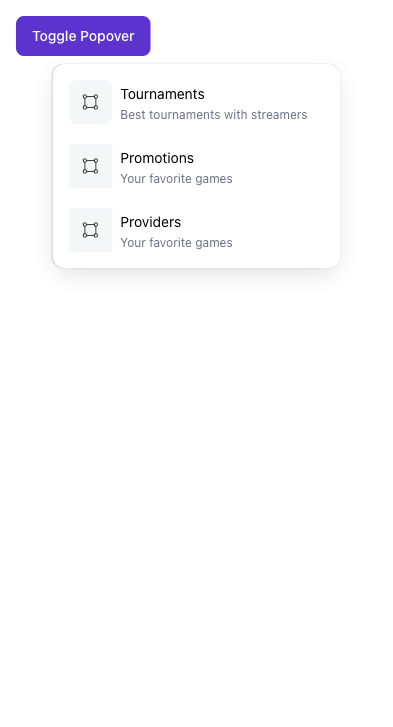 Toggle Popover
Tournaments
Best tournaments with streamers
Promotions
Your favorite games
Providers
Your favorite games